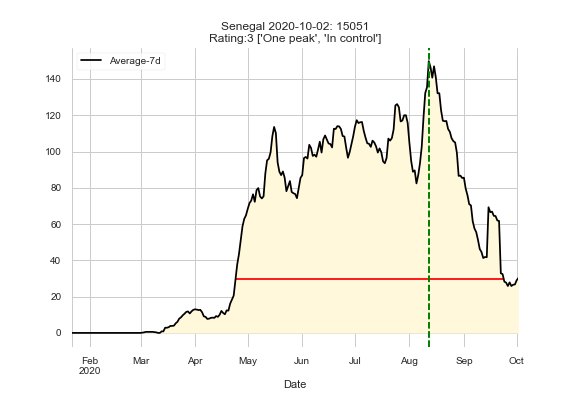 Senegal 2020-10-02: 15051
Rating:3 ['One peak', 'In control']
Average-7d
140
120
100
80
60
40
20
0
Feb Mar Apr May Jun Jul Aug Sep Oct
2020
Date